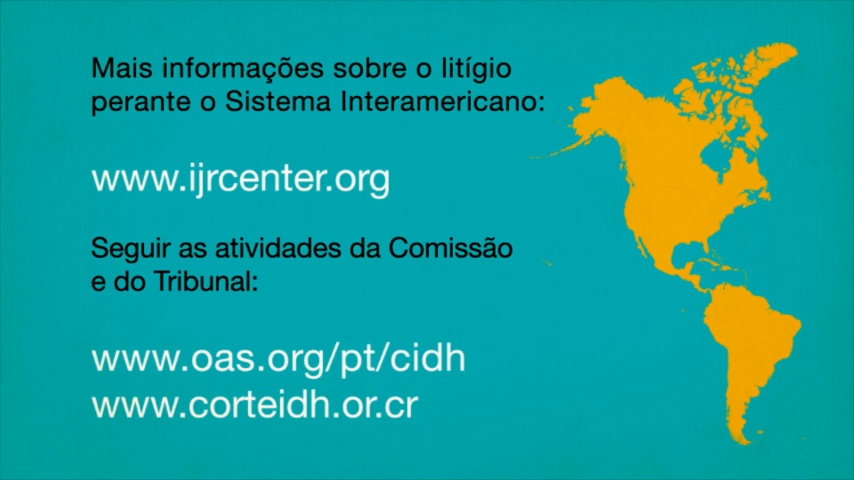 Mais informações sobre o litígio
perante o Sistema Interamericano:
www.ijrcenter.org
Seguir as atividades da Comissão
e do Tribunal:
www.oas.org/pt/cidh
www.corteidh.or.cr